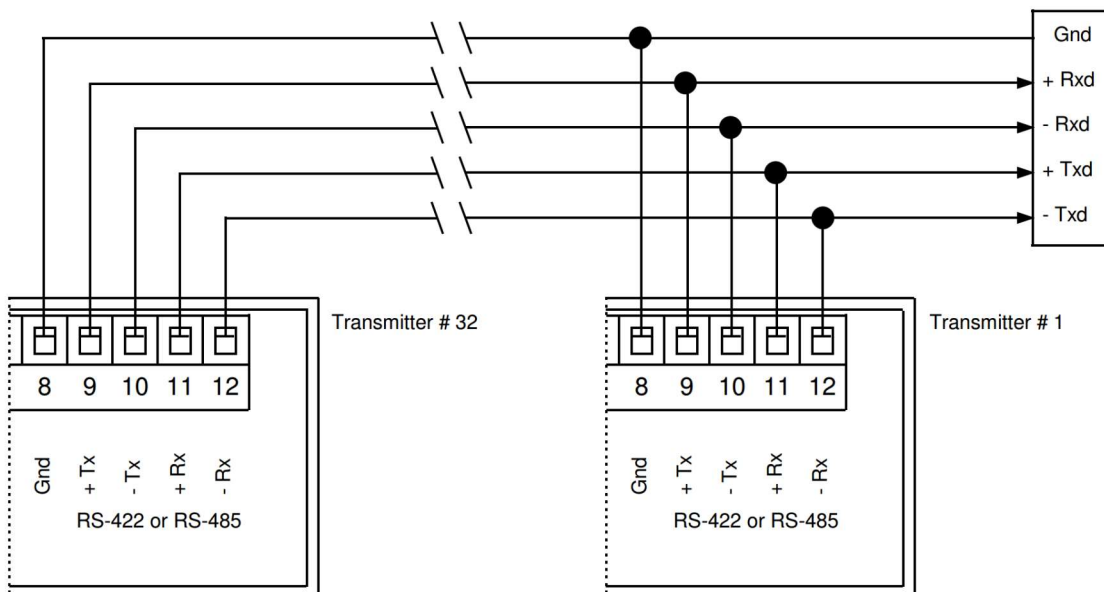 Gnd
+ Rxd
- Rxd
+ Txd
- Txd
Transmitter # 32
8 9 10 11 12
Gnd
+ Tx
- Tx
+ Rx
- Rx
RS-422 or RS-485
Transmitter # 1
8 9 10 11 12
Gnd
+ Tx
- Tx
+ Rx
- Rx
RS-422 or RS-485